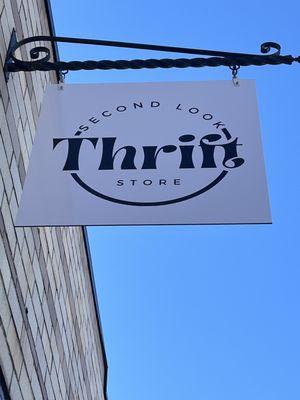 SECOND LOOK
Thrift
STORE